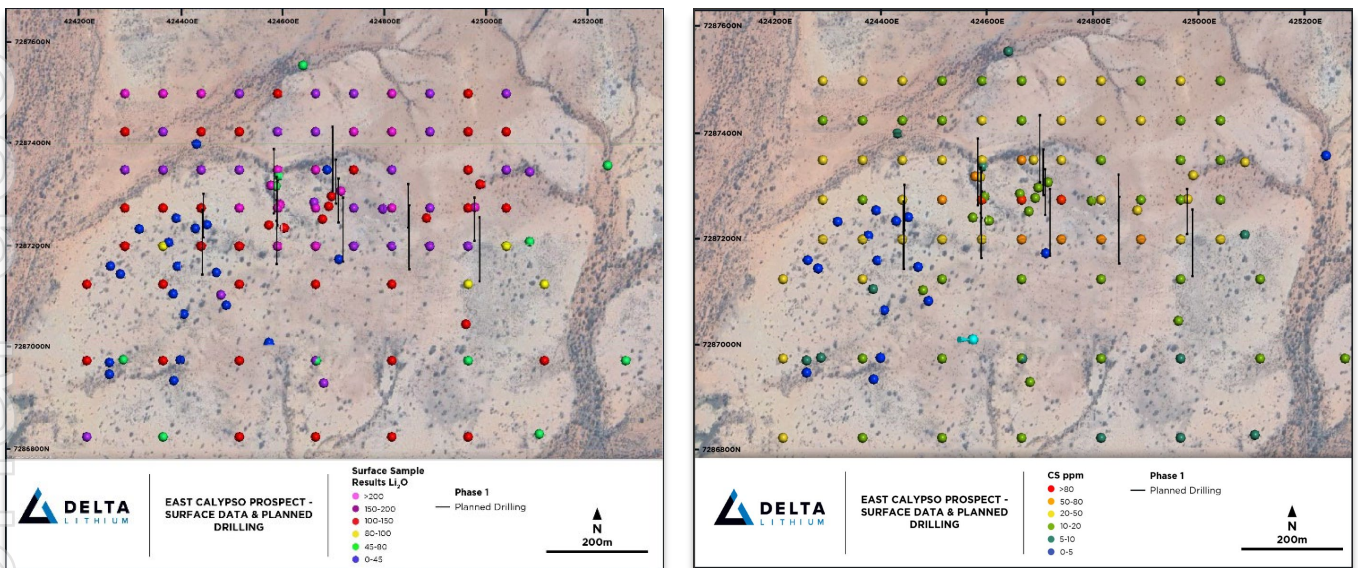 424200E 424400E 424600E 424800E 425000E 425200E
7287600N
7287400N
7287200N
7287000N
7286800N
DELTA
LITHIUM
EAST CALYPSO PROSPECT -
SURFACE DATA & PLANNED
DRILLING
Surface Sample
Results Li2O
>200
150-200
100-150
80-100
45-80
0-45
Phase 1
Planned Drilling
N
200m
424200E 424400E 424600E 424800E 425000E 425200E
7287600N
7287400N
7287200N
7287000N
7286800N
DELTA
LITHIUM
EAST CALYPSO PROSPECT -
SURFACE DATA & PLANNED
DRILLING
CS ppm
>80
50-80
20-50
10-20
5-10
0-5
Phase 1
Planned Drilling
N
200m